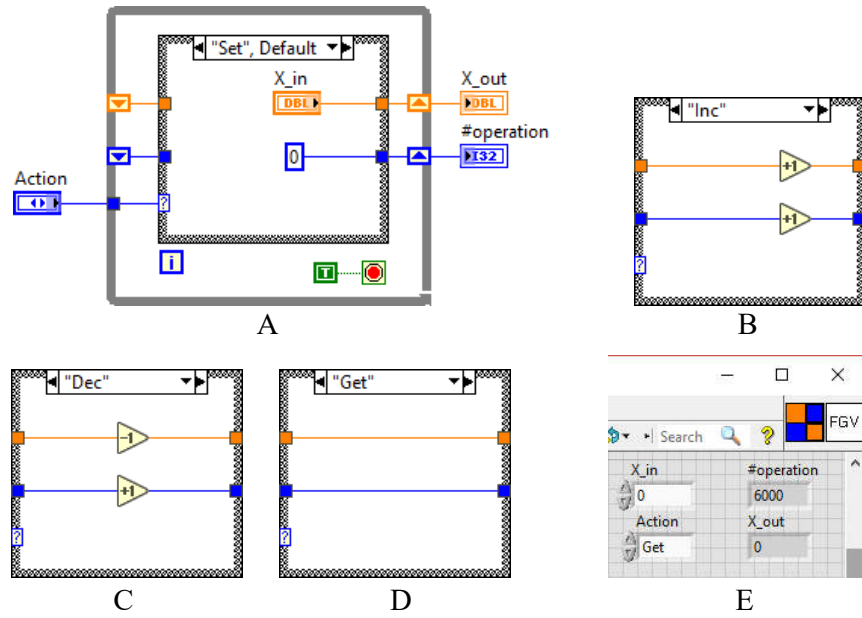 "Set", Default
X_in
DBL
X_out
DBL
#operation
0
I32
Action
?
i
T
A
"Inc"
+1
+1
?
B
"Dec"
-1
+1
?
C
"Get"
?
D
Search
?
FGV
X_in
#operation
0
6000
Action
X_out
Get
0
E